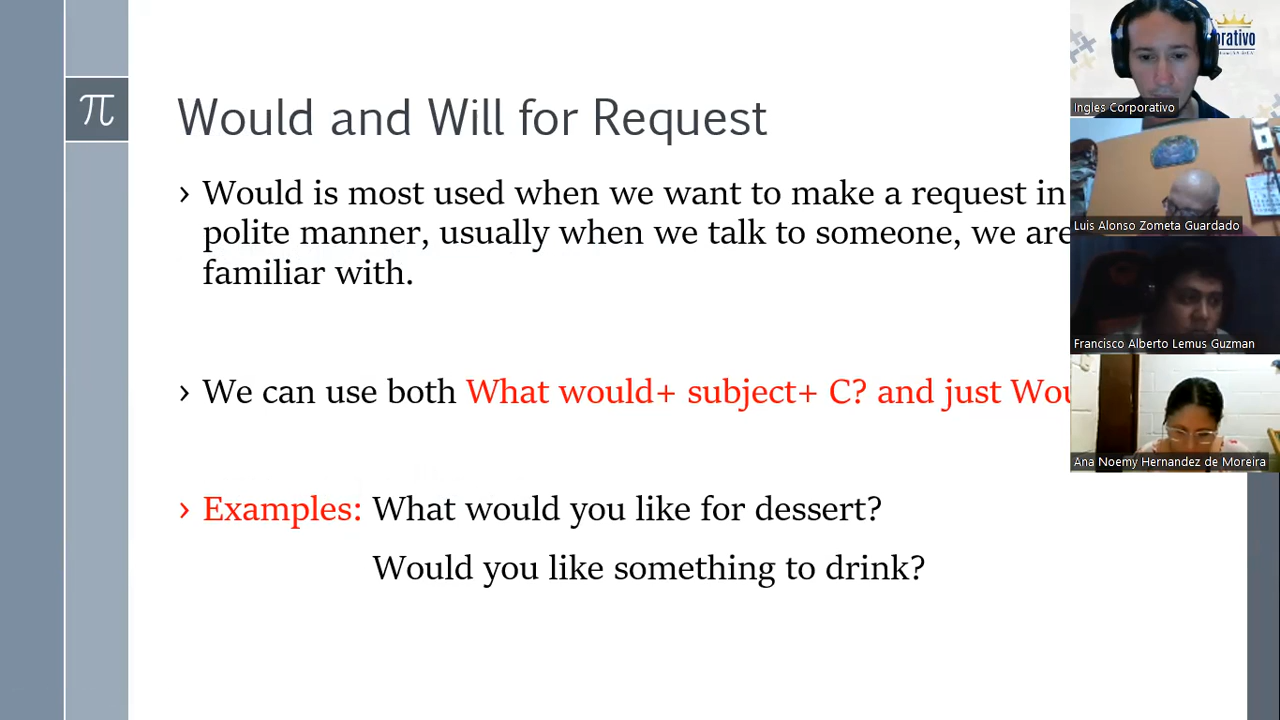 Would and Will for Request
› Would is most used when we want to make a request in
polite manner, usually when we talk to someone, we are
familiar with.
› We can use both What would+ subject+ C? and just
› Examples: What would you like for dessert?
Would you like something to drink?
π
Ingles Corporativo
Luis Alonso Zometa Guardado
Francisco Alberto Lemus Guzman
Ana Noemy Hernandez de Moreira